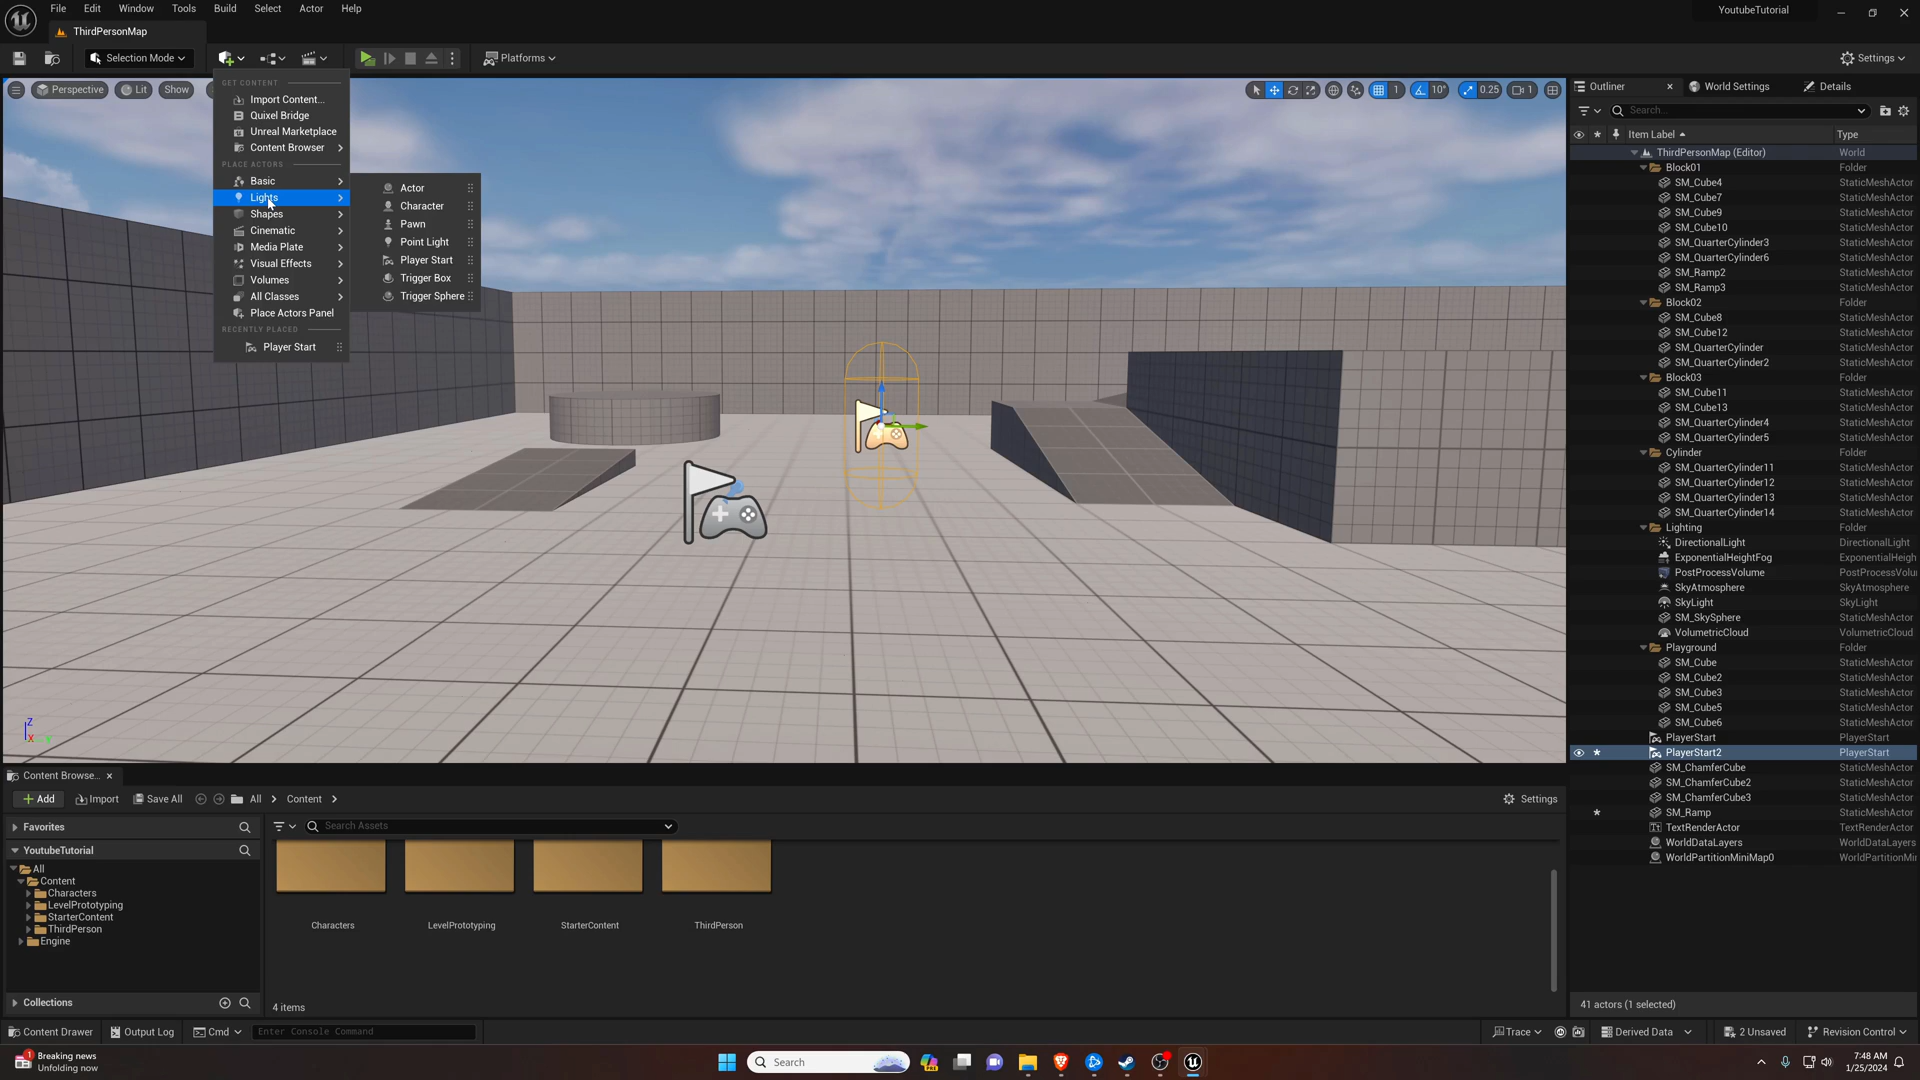 File Edit Window Tools Build Select Actor Help
YoutubeTutorial
ThirdPersonMap
Selection Mode
Platforms
Settings
Perspective Lit Show
1 10° 0.25 1
GET CONTENT
Import Content...
Quixel Bridge
Unreal Marketplace
Content Browser
PLACE ACTORS
Basic
Lights
Shapes
Cinematic
Media Plate
Visual Effects
Volumes
All Classes
Place Actors Panel
RECENTLY PLACED
Player Start
Actor
Character
Pawn
Point Light
Player Start
Trigger Box
Trigger Sphere
Z
X
Outliner World Settings Details
Search...
Item Label Type
ThirdPersonMap (Editor) World
Block01 Folder
SM_Cube4 StaticMeshActor
SM_Cube7 StaticMeshActor
SM_Cube9 StaticMeshActor
SM_Cube10 StaticMeshActor
SM_QuarterCylinder3 StaticMeshActor
SM_QuarterCylinder6 StaticMeshActor
SM_Ramp2 StaticMeshActor
SM_Ramp3 StaticMeshActor
Block02 Folder
SM_Cube8 StaticMeshActor
SM_Cube12 StaticMeshActor
SM_QuarterCylinder StaticMeshActor
SM_QuarterCylinder2 StaticMeshActor
Block03 Folder
SM_Cube11 StaticMeshActor
SM_Cube13 StaticMeshActor
SM_QuarterCylinder4 StaticMeshActor
SM_QuarterCylinder5 StaticMeshActor
Cylinder Folder
SM_QuarterCylinder11 StaticMeshActor
SM_QuarterCylinder12 StaticMeshActor
SM_QuarterCylinder13 StaticMeshActor
SM_QuarterCylinder14 StaticMeshActor
Lighting Folder
DirectionalLight DirectionalLight
ExponentialHeightFog ExponentialHeigh
PostProcessVolume PostProcessVolu
SkyAtmosphere SkyAtmosphere
SkyLight SkyLight
SM_SkySphere StaticMeshActor
VolumetricCloud VolumetricCloud
Playground Folder
SM_Cube StaticMeshActor
SM_Cube2 StaticMeshActor
SM_Cube3 StaticMeshActor
SM_Cube5 StaticMeshActor
SM_Cube6 StaticMeshActor
PlayerStart PlayerStart
PlayerStart2 PlayerStart
SM_ChamferCube StaticMeshActor
SM_ChamferCube2 StaticMeshActor
SM_ChamferCube3 StaticMeshActor
SM_Ramp StaticMeshActor
TextRenderActor TextRenderActor
WorldDataLayers WorldDataLayers
WorldPartitionMiniMap0 WorldPartitionMi
41 actors (1 selected)
Content Browse...
Add Import Save All All Content Settings
Favorites
YoutubeTutorial
All
Content
Characters
LevelPrototyping
StarterContent
ThirdPerson
Engine
Collections
Search Assets
Characters LevelPrototyping StarterContent ThirdPerson
4 items
Content Drawer Output Log Cmd Enter Console Command Trace Derived Data 2 Unsaved Revision Control
1
Breaking news
Unfolding now
Search
PRE
7:48 AM
1/25/2024